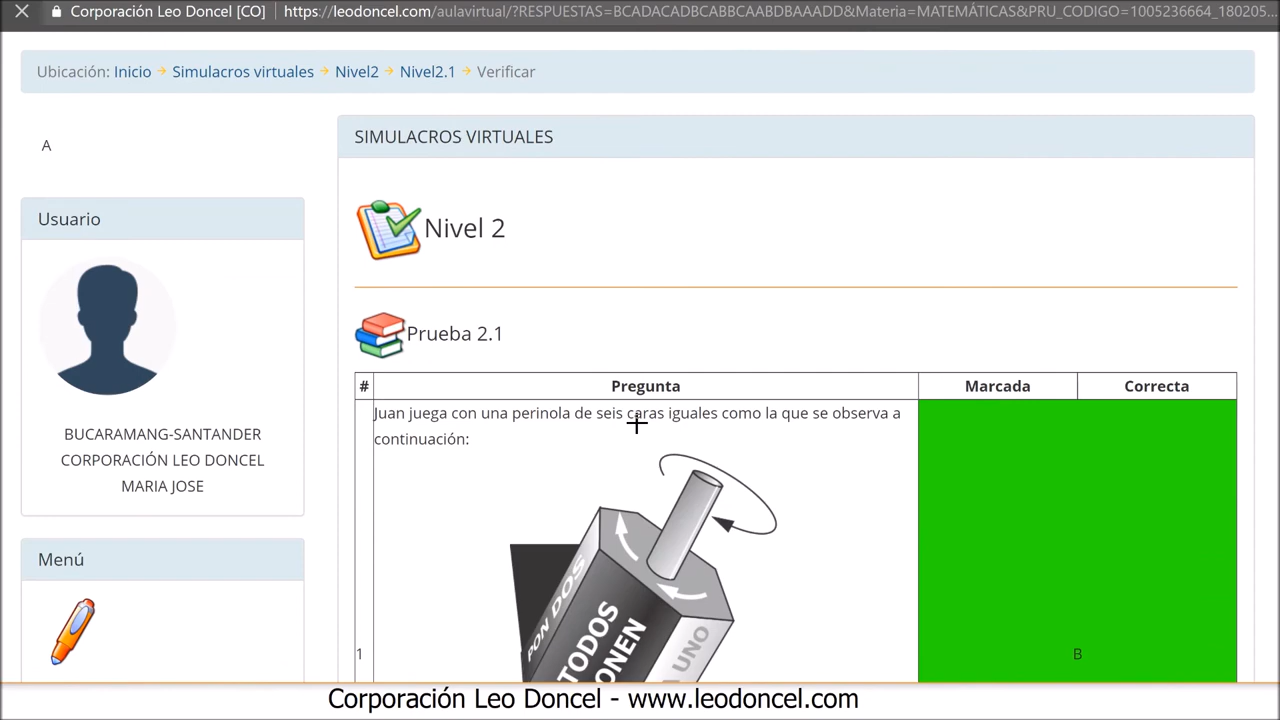 Corporación Leo Doncel [CO] https://leodoncel.com/aulavirtual/?RESPUESTAS=BCADACADBCABBCAABDBAAADD&Materia=MATEMÁTICAS&PRU_CODIGO=1005236664_180205...
Ubicación: Inicio Simulacros virtuales Nivel2 Nivel2.1 Verificar
A
SIMULACROS VIRTUALES
Usuario
Nivel 2
Prueba 2.1
# Pregunta Marcada Correcta
Juan juega con una perinola de seis caras iguales como la que se observa a
continuación:
BUCARAMANG-SANTANDER
CORPORACIÓN LEO DONCEL
MARIA JOSE
Menú
PON DOS
TODOS
UNO
1
B
Corporación Leo Doncel - www.leodoncel.com